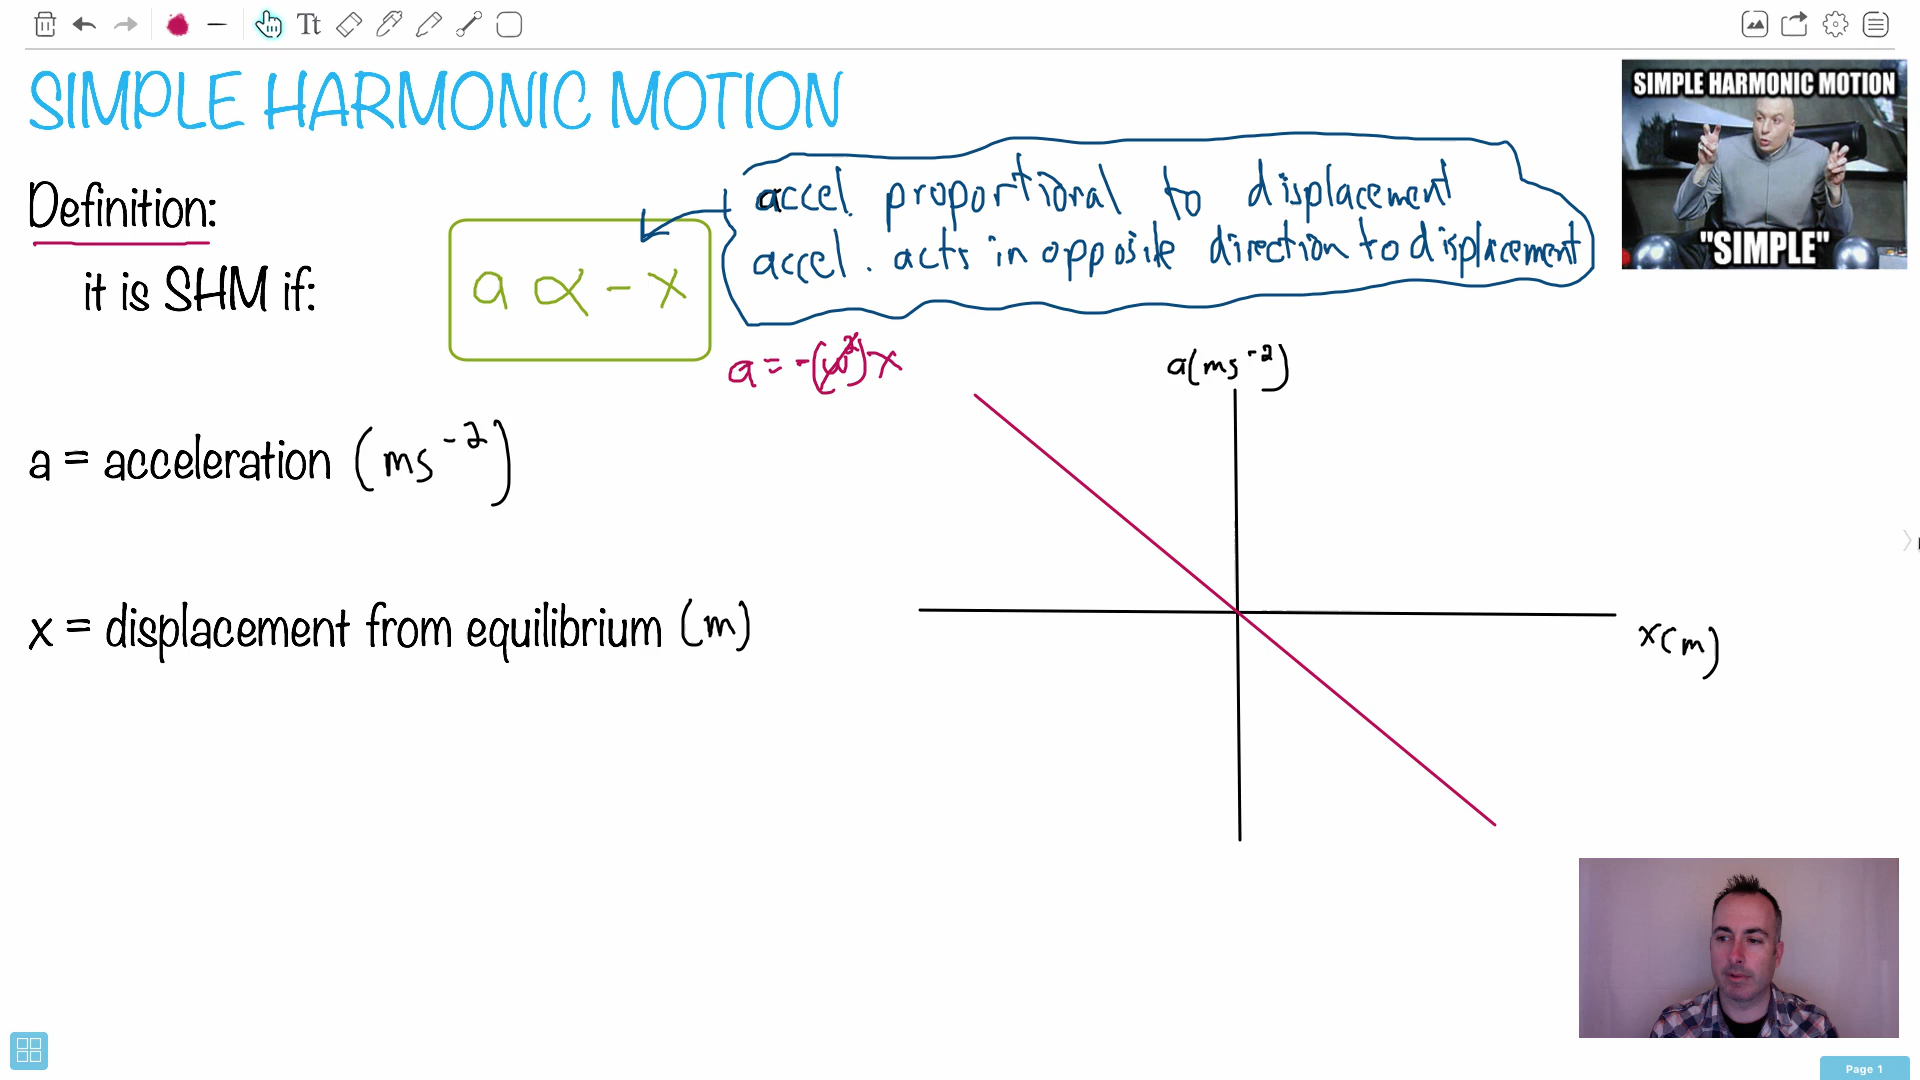 Tt
SIMPLE HARMONIC MOTION
SIMPLE HARMONIC MOTION
"SIMPLE"
Definition:
it is SHM if:
a α - x
accel. proportional to displacement
accel. acts in opposite direction to displacement
a = -(ω²)x
a(ms⁻²)
a = acceleration (ms⁻²)
x = displacement from equilibrium (m)
x(m)
Page 1